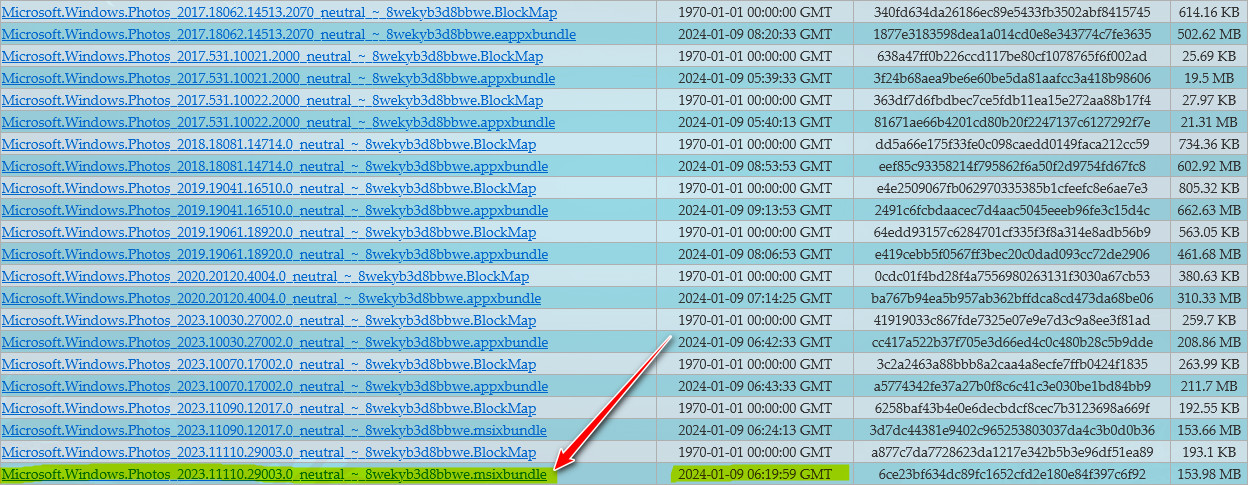 Microsoft.Windows.Photos_2017.18062.14513.2070_neutral_~_8wekyb3d8bbwe.BlockMap 1970-01-01 00:00:00 GMT 340fd634da26186ec89e5433fb3502abf8415745 614.16 KB
Microsoft.Windows.Photos_2017.18062.14513.2070_neutral_~_8wekyb3d8bbwe.eappxbundle 2024-01-09 08:20:33 GMT 1877e3183598dea1a014cd0e8e343774c7fe3635 502.62 MB
Microsoft.Windows.Photos_2017.531.10021.2000_neutral_~_8wekyb3d8bbwe.BlockMap 1970-01-01 00:00:00 GMT 638a47ff0b226ccd117be80cf1078765f6f002ad 25.69 KB
Microsoft.Windows.Photos_2017.531.10021.2000_neutral_~_8wekyb3d8bbwe.appxbundle 2024-01-09 05:39:33 GMT 3f24b68aea9be6e60be5da81aafcc3a418b98606 19.5 MB
Microsoft.Windows.Photos_2017.531.10022.2000_neutral_~_8wekyb3d8bbwe.BlockMap 1970-01-01 00:00:00 GMT 363df7d6fbdbec7ce5fdb11ea15e272aa88b17f4 27.97 KB
Microsoft.Windows.Photos_2017.531.10022.2000_neutral_~_8wekyb3d8bbwe.appxbundle 2024-01-09 05:40:13 GMT 81671ae66b4201cd80b20f2247137c6127292f7e 21.31 MB
Microsoft.Windows.Photos_2018.18081.14714.0_neutral_~_8wekyb3d8bbwe.BlockMap 1970-01-01 00:00:00 GMT dd5a66e175f33fe0c098caedd0149faca212cc59 734.36 KB
Microsoft.Windows.Photos_2018.18081.14714.0_neutral_~_8wekyb3d8bbwe.appxbundle 2024-01-09 08:53:53 GMT eef85c93358214f795862f6a50f2d9754fd67fc8 602.92 MB
Microsoft.Windows.Photos_2019.19041.16510.0_neutral_~_8wekyb3d8bbwe.BlockMap 1970-01-01 00:00:00 GMT e4e2509067fb062970335385b1cfeefc8e6ae7e3 805.32 KB
Microsoft.Windows.Photos_2019.19041.16510.0_neutral_~_8wekyb3d8bbwe.appxbundle 2024-01-09 09:13:53 GMT 2491c6fcbdaacec7d4aac5045eeeb96fe3c15d4c 662.63 MB
Microsoft.Windows.Photos_2019.19061.18920.0_neutral_~_8wekyb3d8bbwe.BlockMap 1970-01-01 00:00:00 GMT 64edd93157c6284701cf335f3f8a314e8adb56b9 563.05 KB
Microsoft.Windows.Photos_2019.19061.18920.0_neutral_~_8wekyb3d8bbwe.appxbundle 2024-01-09 08:06:53 GMT e419cebb5f0567ff3bec20c0dad093cc72de2906 461.68 MB
Microsoft.Windows.Photos_2020.20120.4004.0_neutral_~_8wekyb3d8bbwe.BlockMap 1970-01-01 00:00:00 GMT 0cdc01f4bd28f4a7556980263131f3030a67cb53 380.63 KB
Microsoft.Windows.Photos_2020.20120.4004.0_neutral_~_8wekyb3d8bbwe.appxbundle 2024-01-09 07:14:25 GMT ba767b94ea5b957ab362bffdca8cd473da68be06 310.33 MB
Microsoft.Windows.Photos_2023.10030.27002.0_neutral_~_8wekyb3d8bbwe.BlockMap 1970-01-01 00:00:00 GMT 41919033c867fde7325e07e9e7d3c9a8ee3f81ad 259.7 KB
Microsoft.Windows.Photos_2023.10030.27002.0_neutral_~_8wekyb3d8bbwe.appxbundle 2024-01-09 06:42:33 GMT cc417a522b37f705e3d66ed4c0c480b28c5b9dde 208.86 MB
Microsoft.Windows.Photos_2023.10070.17002.0_neutral_~_8wekyb3d8bbwe.BlockMap 1970-01-01 00:00:00 GMT 3c2a2463a88bbb8a2caa4a8ecfe7ffb0424f1835 263.99 KB
Microsoft.Windows.Photos_2023.10070.17002.0_neutral_~_8wekyb3d8bbwe.appxbundle 2024-01-09 06:43:33 GMT a5774342fe37a27b0f8c6c41c3e030be1bd84bb9 211.7 MB
Microsoft.Windows.Photos_2023.11090.12017.0_neutral_~_8wekyb3d8bbwe.BlockMap 1970-01-01 00:00:00 GMT 6258baf43b4e0e6decbdcf8cec7b3123698a669f 192.55 KB
Microsoft.Windows.Photos_2023.11090.12017.0_neutral_~_8wekyb3d8bbwe.msixbundle 2024-01-09 06:24:13 GMT 3d7dc44381e9402c965253803037da4c3b0d0b36 153.66 MB
Microsoft.Windows.Photos_2023.11110.29003.0_neutral_~_8wekyb3d8bbwe.BlockMap 1970-01-01 00:00:00 GMT a877c7da7728623da1217e342b5b3e96df51ea89 193.1 KB
Microsoft.Windows.Photos_2023.11110.29003.0_neutral_~_8wekyb3d8bbwe.msixbundle 2024-01-09 06:19:59 GMT 6ce23bf634dc89fc1652cfd2e180e84f397c6f92 153.98 MB